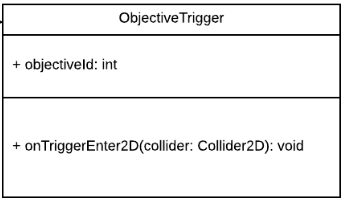 ObjectiveTrigger
+ objectiveId: int
+ onTriggerEnter2D(collider: Collider2D): void